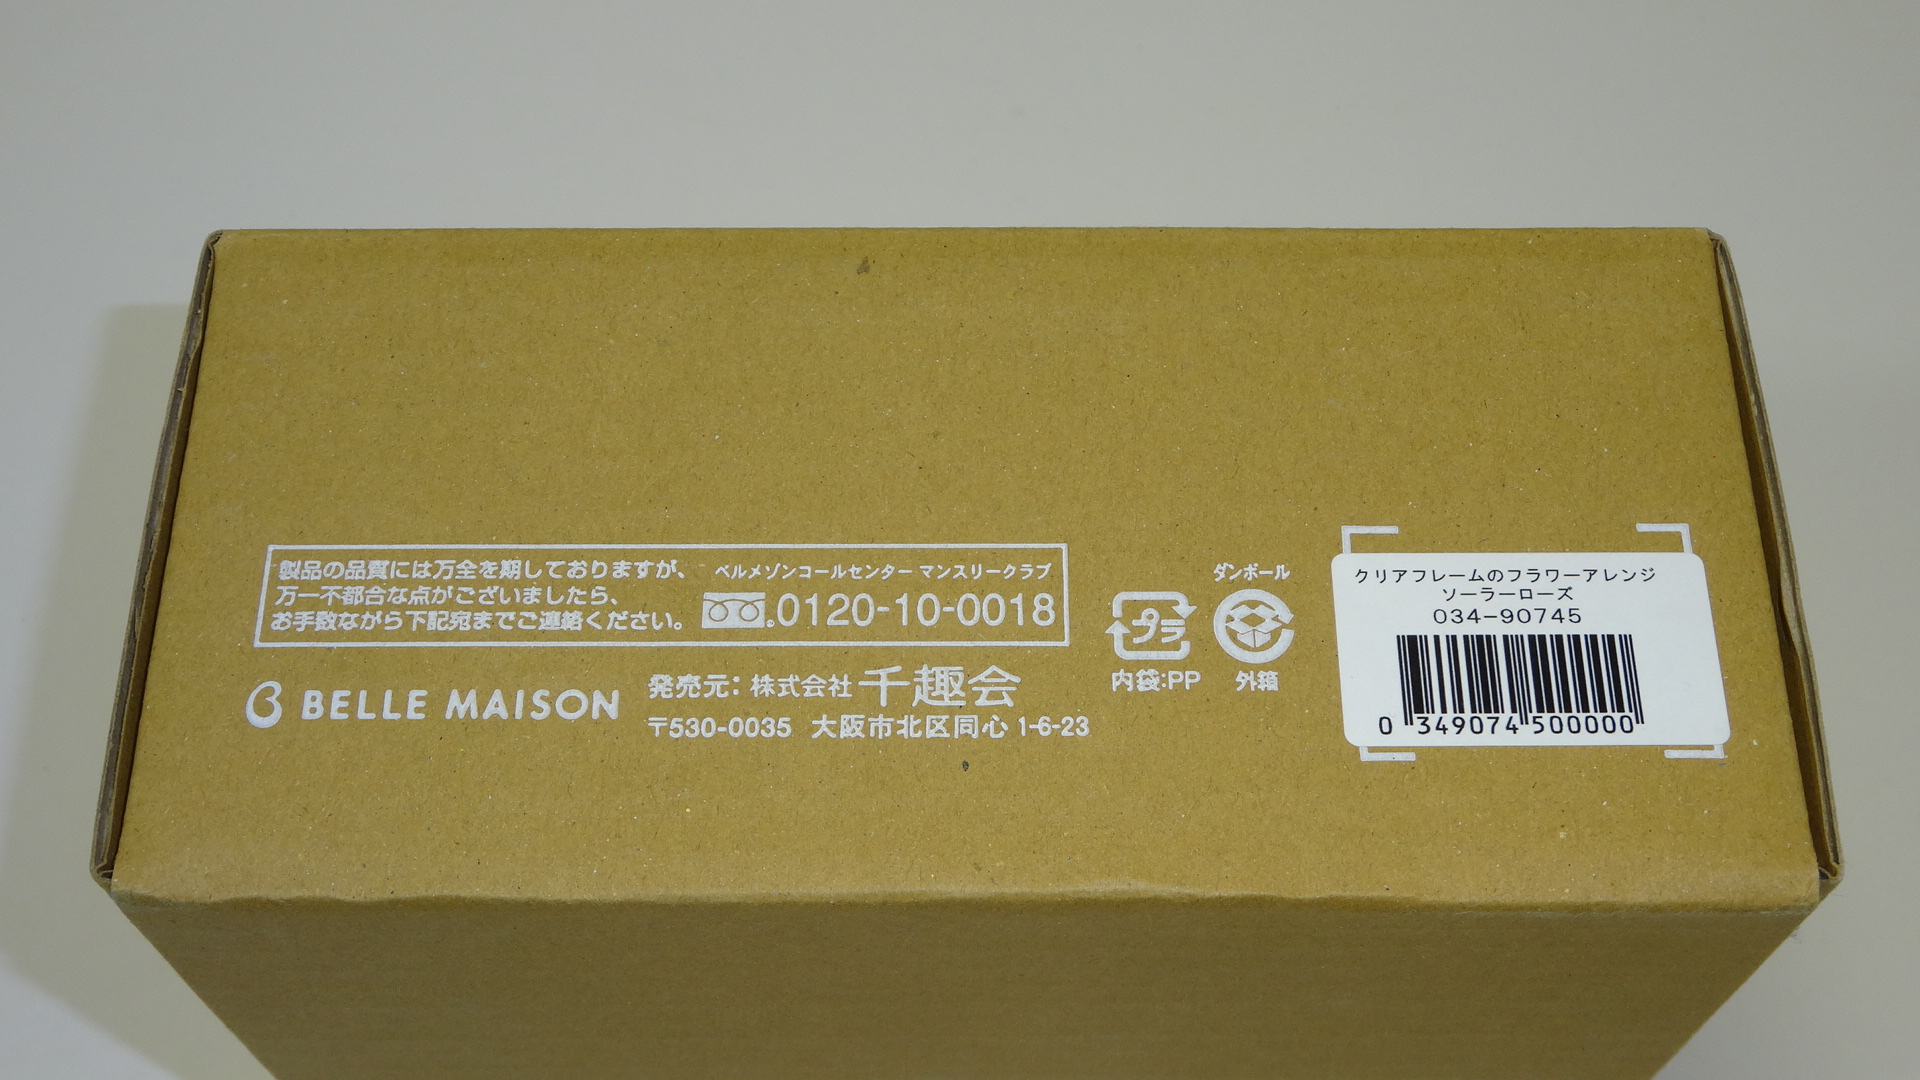 製品の品質には万全を期しておりますが、
万一不都合な点がございましたら、
お手数ながら下記宛までご連絡ください。
ベルメゾンコールセンター マンスリークラブ
0120-10-0018
BELLE MAISON
発売元：株式会社 千趣会
〒530-0035 大阪市北区同心 1-6-23
プラ
内袋:PP
ダンボール
外箱
クリアフレームのフラワーアレンジ
ソーラーローズ
034-90745
0 349074 500000